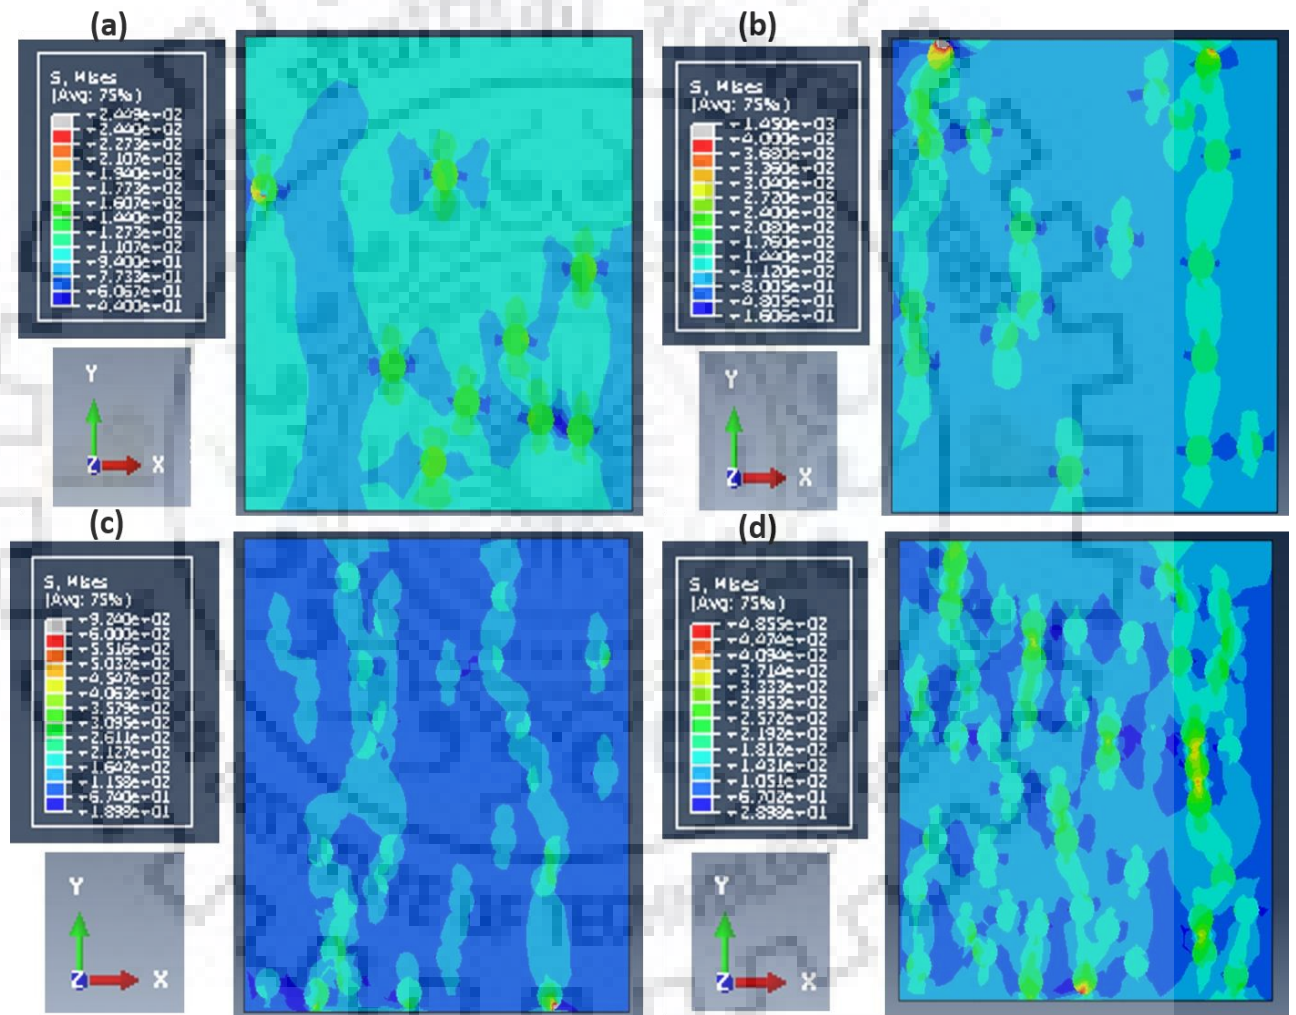 (a)
S, Mises
(Avg: 75%)
+2.449e+02
+2.440e+02
+2.273e+02
+2.107e+02
+1.940e+02
+1.773e+02
+1.607e+02
+1.440e+02
+1.273e+02
+1.107e+02
+9.400e+01
+7.733e+01
+6.067e+01
+4.400e+01
Y
Z
X
(b)
S, Mises
(Avg: 75%)
+1.450e+03
+4.000e+02
+3.680e+02
+3.360e+02
+3.040e+02
+2.720e+02
+2.400e+02
+2.080e+02
+1.760e+02
+1.440e+02
+1.120e+02
+8.005e+01
+4.805e+01
+1.606e+01
Y
Z
X
(c)
S, Mises
(Avg: 75%)
+9.240e+02
+6.000e+02
+5.516e+02
+5.032e+02
+4.547e+02
+4.063e+02
+3.579e+02
+3.095e+02
+2.611e+02
+2.127e+02
+1.642e+02
+1.158e+02
+6.740e+01
+1.898e+01
Y
Z
X
(d)
S, Mises
(Avg: 75%)
+4.855e+02
+4.474e+02
+4.094e+02
+3.714e+02
+3.333e+02
+2.953e+02
+2.572e+02
+2.192e+02
+1.812e+02
+1.431e+02
+1.051e+02
+6.702e+01
+2.898e+01
Y
Z
X